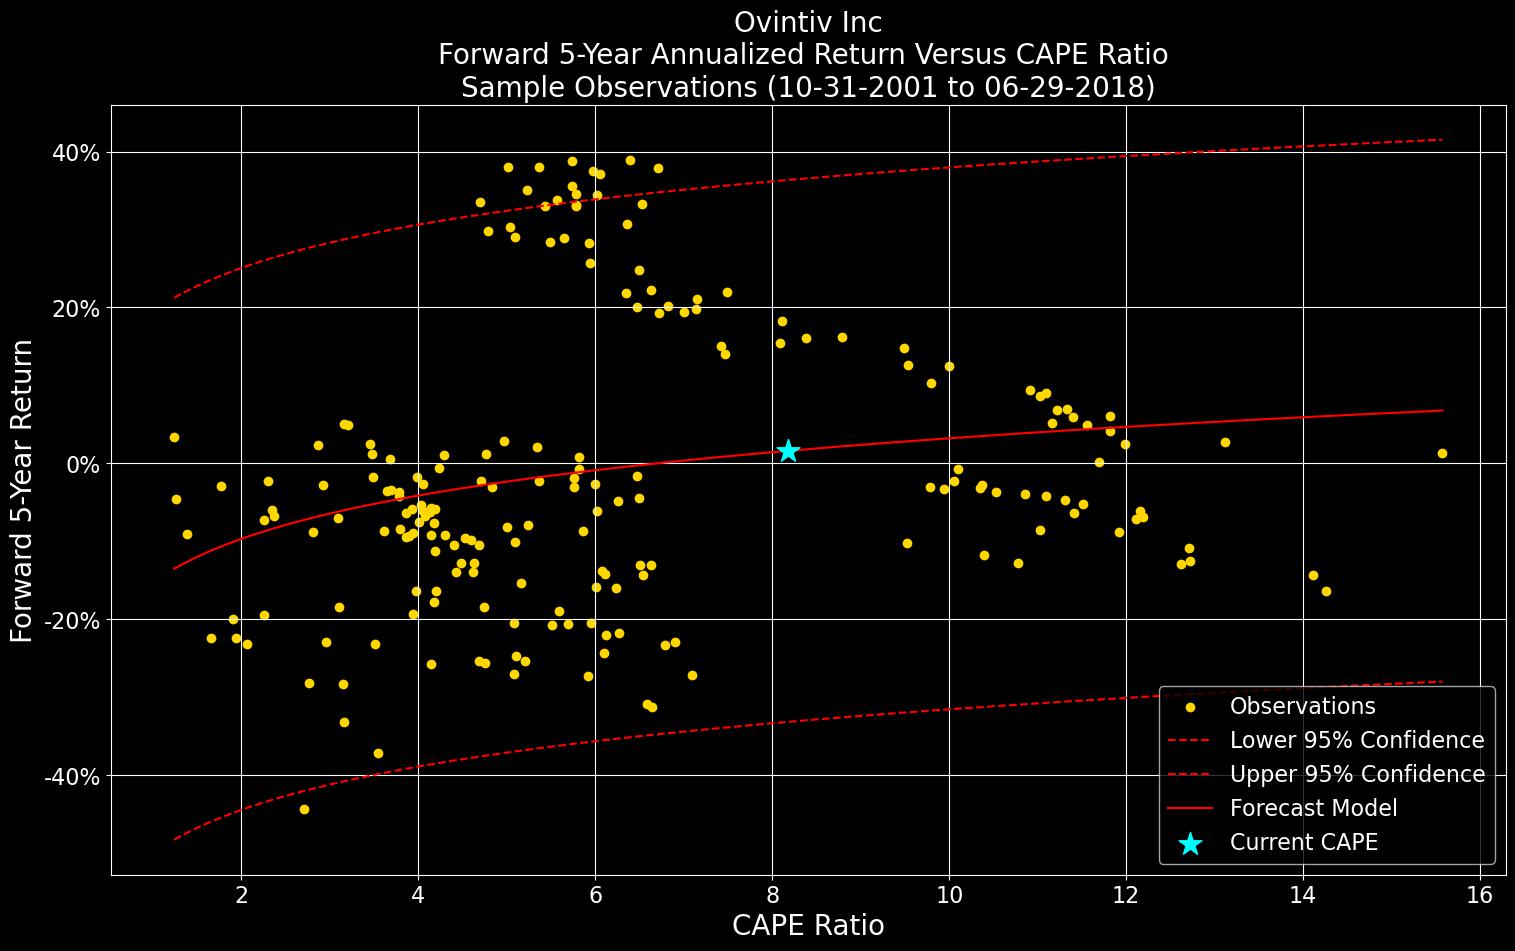 Ovintiv Inc
Forward 5-Year Annualized Return Versus CAPE Ratio
Sample Observations (10-31-2001 to 06-29-2018)
Forward 5-Year Return
40%
20%
0%
-20%
-40%
Observations
Lower 95% Confidence
Upper 95% Confidence
Forecast Model
Current CAPE
2 4 6 8 10 12 14 16
CAPE Ratio